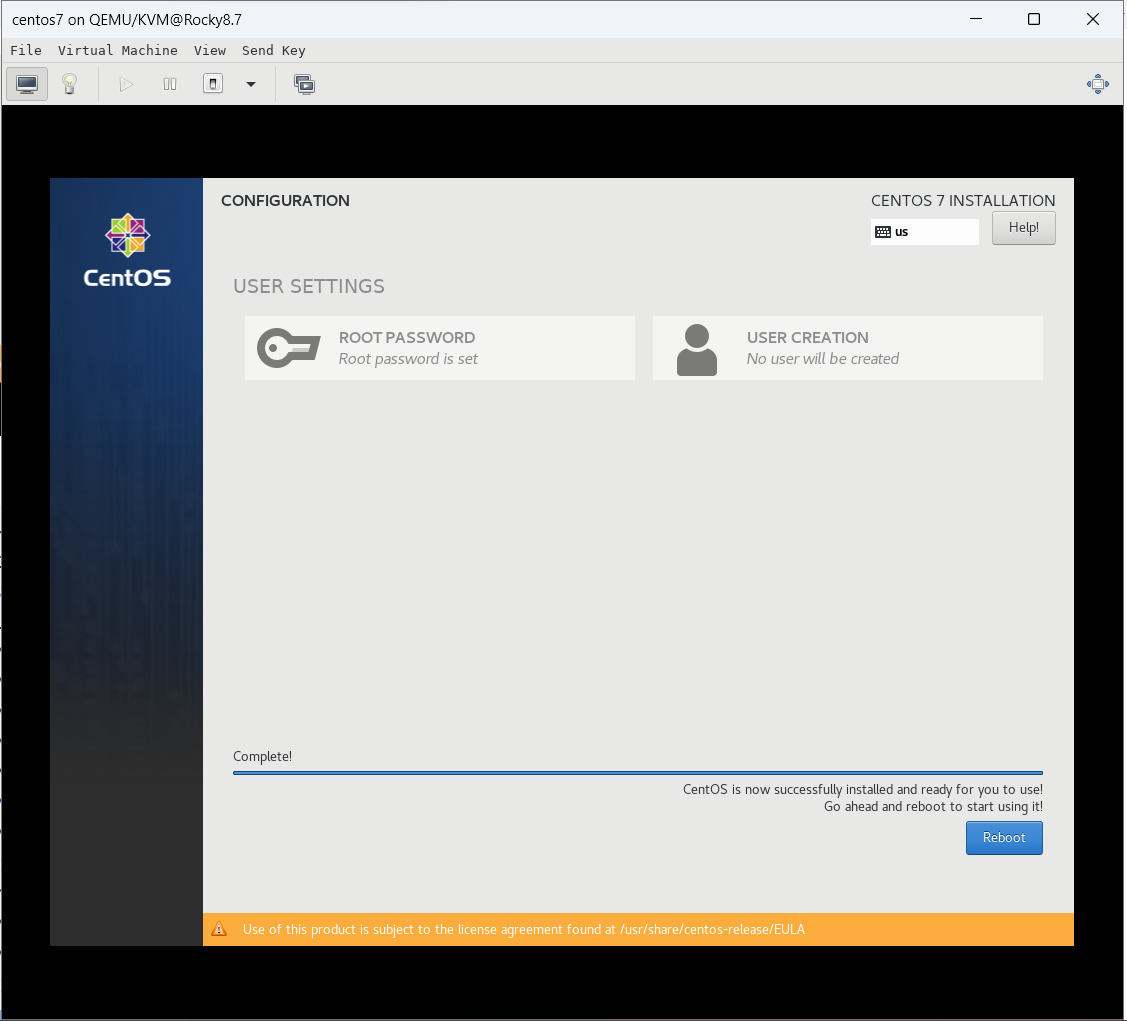 centos7 on QEMU/KVM@Rocky8.7
File Virtual Machine View Send Key
CentOS
CONFIGURATION
CENTOS 7 INSTALLATION
us
Help!
USER SETTINGS
ROOT PASSWORD
Root password is set
USER CREATION
No user will be created
Complete!
CentOS is now successfully installed and ready for you to use!
Go ahead and reboot to start using it!
Reboot
Use of this product is subject to the license agreement found at /usr/share/centos-release/EULA